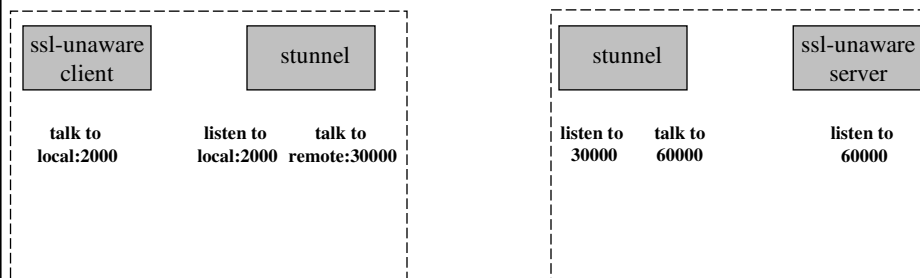 ssl-unaware
client
stunnel
talk to
local:2000
listen to
local:2000
talk to
remote:30000
stunnel
ssl-unaware
server
listen to
30000
talk to
60000
listen to
60000